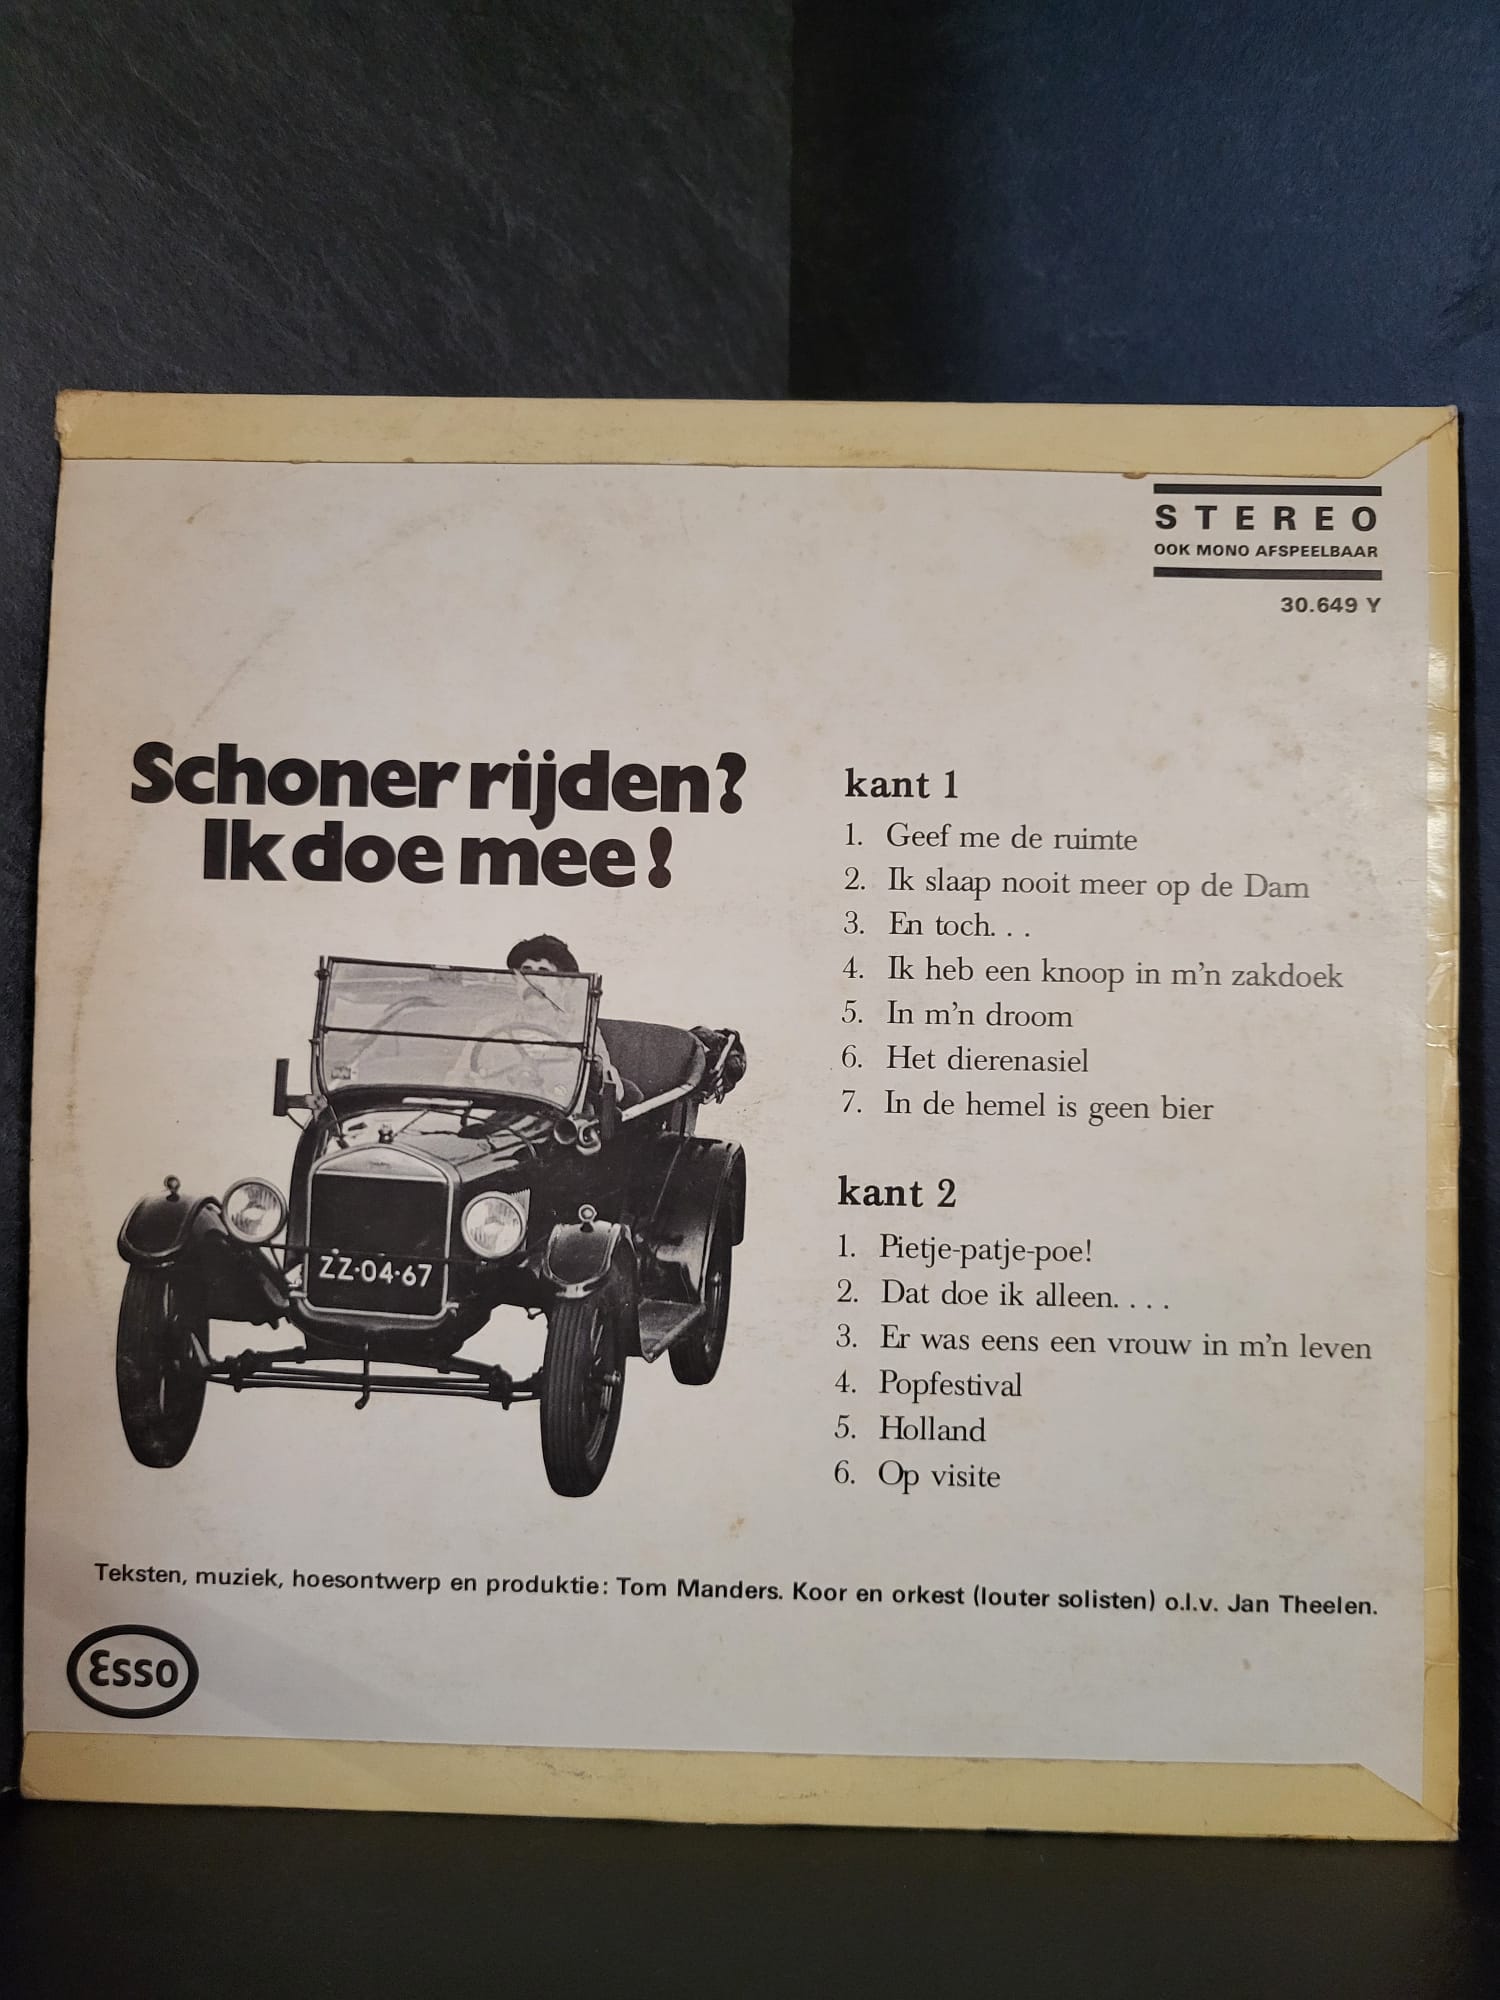 STEREO
OOK MONO AFSPEELBAAR
30.649 Y
Schoner rijden?
Ik doe mee!
ZZ·04·67
kant 1
1. Geef me de ruimte
2. Ik slaap nooit meer op de Dam
3. En toch. . .
4. Ik heb een knoop in m'n zakdoek
5. In m'n droom
6. Het dierenasiel
7. In de hemel is geen bier
kant 2
1. Pietje-patje-poe!
2. Dat doe ik alleen. . . .
3. Er was eens een vrouw in m'n leven
4. Popfestival
5. Holland
6. Op visite
Teksten, muziek, hoesontwerp en produktie: Tom Manders. Koor en orkest (louter solisten) o.l.v. Jan Theelen.
Esso